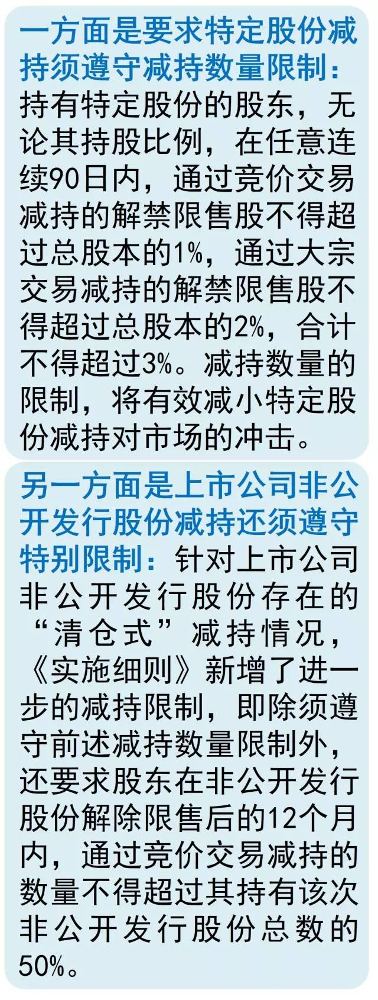 一方面是要求特定股份减
持须遵守减持数量限制：
持有特定股份的股东，无
论其持股比例，在任意连
续90日内，通过竞价交易
减持的解禁限售股不得超
过总股本的1%，通过大宗
交易减持的解禁限售股不
得超过总股本的2%，合计
不得超过3%。减持数量的
限制，将有效减小特定股
份减持对市场的冲击。
另一方面是上市公司非公
开发行股份减持还须遵守
特别限制：针对上市公司
非公开发行股份存在的
“清仓式”减持情况，
《实施细则》新增了进一
步的减持限制，即除须遵
守前述减持数量限制外，
还要求股东在非公开发行
股份解除限售后的12个月
内，通过竞价交易减持的
数量不得超过其持有该次
非公开发行股份总数的
50%。